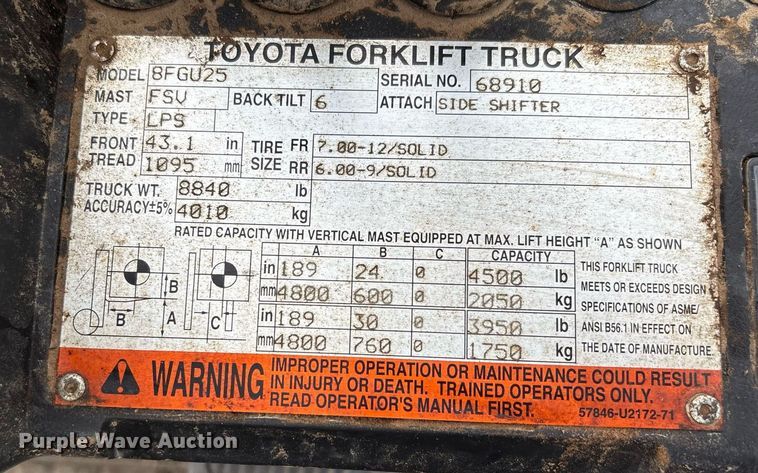 TOYOTA FORKLIFT TRUCK
MODEL 8FGU25 SERIAL NO. 68910
MAST FSV BACK TILT 6 ATTACH SIDE SHIFTER
TYPE LPS
FRONT TREAD 43.1 in TIRE SIZE FR 7.00-12/SOLID
1095 mm RR 6.00-9/SOLID
TRUCK WT. 8840 lb
ACCURACY±5% 4010 kg
RATED CAPACITY WITH VERTICAL MAST EQUIPPED AT MAX. LIFT HEIGHT "A" AS SHOWN
A B C CAPACITY
in 189 24 0 4500 lb
mm 4800 600 0 2050 kg
in 189 30 0 3950 lb
mm 4800 760 0 1750 kg
B B A C
THIS FORKLIFT TRUCK
MEETS OR EXCEEDS DESIGN
SPECIFICATIONS OF ASME/
ANSI B56.1 IN EFFECT ON
THE DATE OF MANUFACTURE.
WARNING
IMPROPER OPERATION OR MAINTENANCE COULD RESULT
IN INJURY OR DEATH. TRAINED OPERATORS ONLY.
READ OPERATOR'S MANUAL FIRST.
57846-U2172-71
Purple Wave Auction